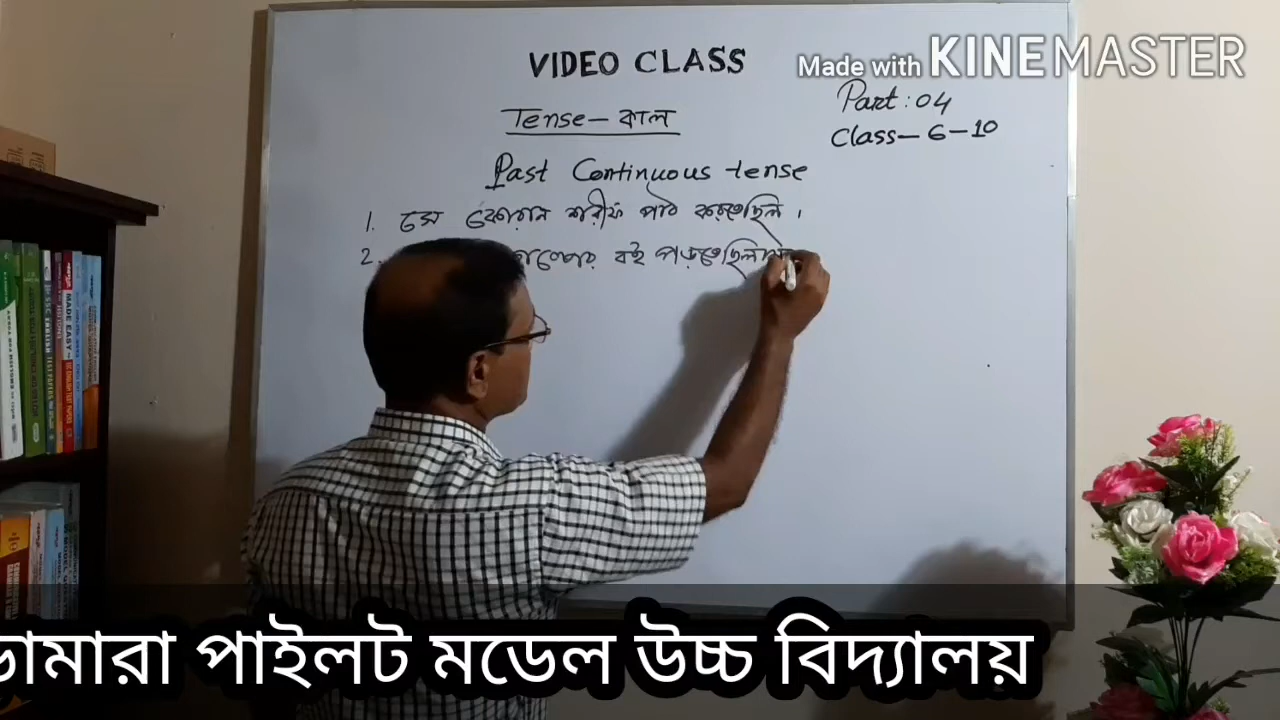 VIDEO CLASS
Made with KINEMASTER
Part : 04
Tense - কাল
Class - 6 - 10
Past Continuous tense
1. সে কোরান শরীফ পাঠ করতেছিল।
2. গল্পের বই পড়তেছিলাম
ডামারা পাইলট মডেল উচ্চ বিদ্যালয়